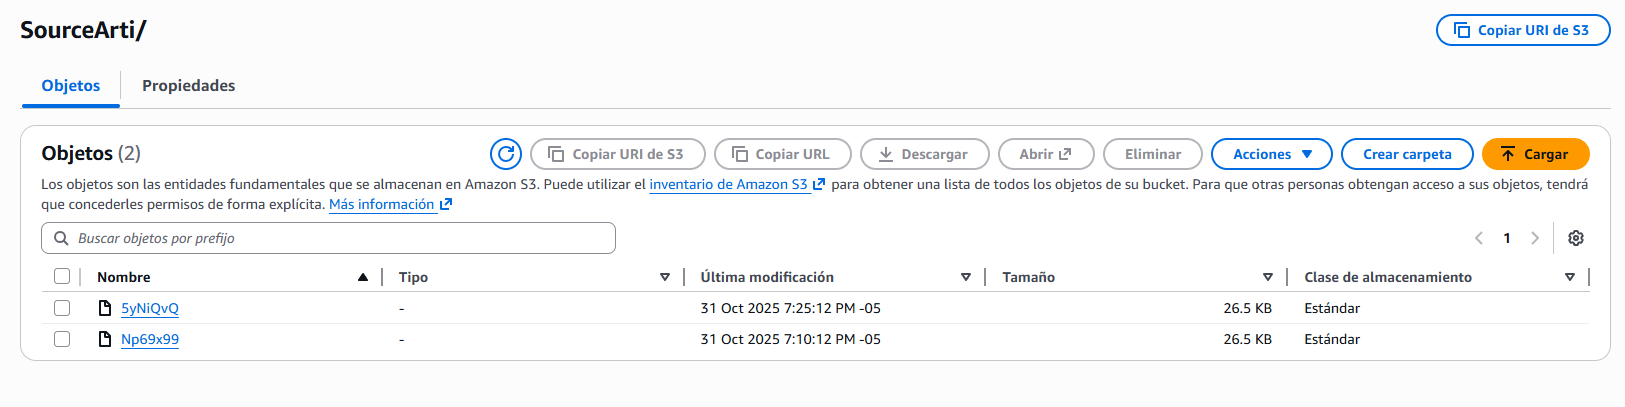 SourceArti/
Copiar URI de S3
Objetos
Propiedades
Objetos (2)
Copiar URI de S3
Copiar URL
Descargar
Abrir
Eliminar
Acciones
Crear carpeta
Cargar
Los objetos son las entidades fundamentales que se almacenan en Amazon S3. Puede utilizar el inventario de Amazon S3 para obtener una lista de todos los objetos de su bucket. Para que otras personas obtengan acceso a sus objetos, tendrá
que concederles permisos de forma explícita. Más información
Buscar objetos por prefijo
1
Nombre Tipo Última modificación Tamaño Clase de almacenamiento
5yNiQvQ - 31 Oct 2025 7:25:12 PM -05 26.5 KB Estándar
Np69x99 - 31 Oct 2025 7:10:12 PM -05 26.5 KB Estándar